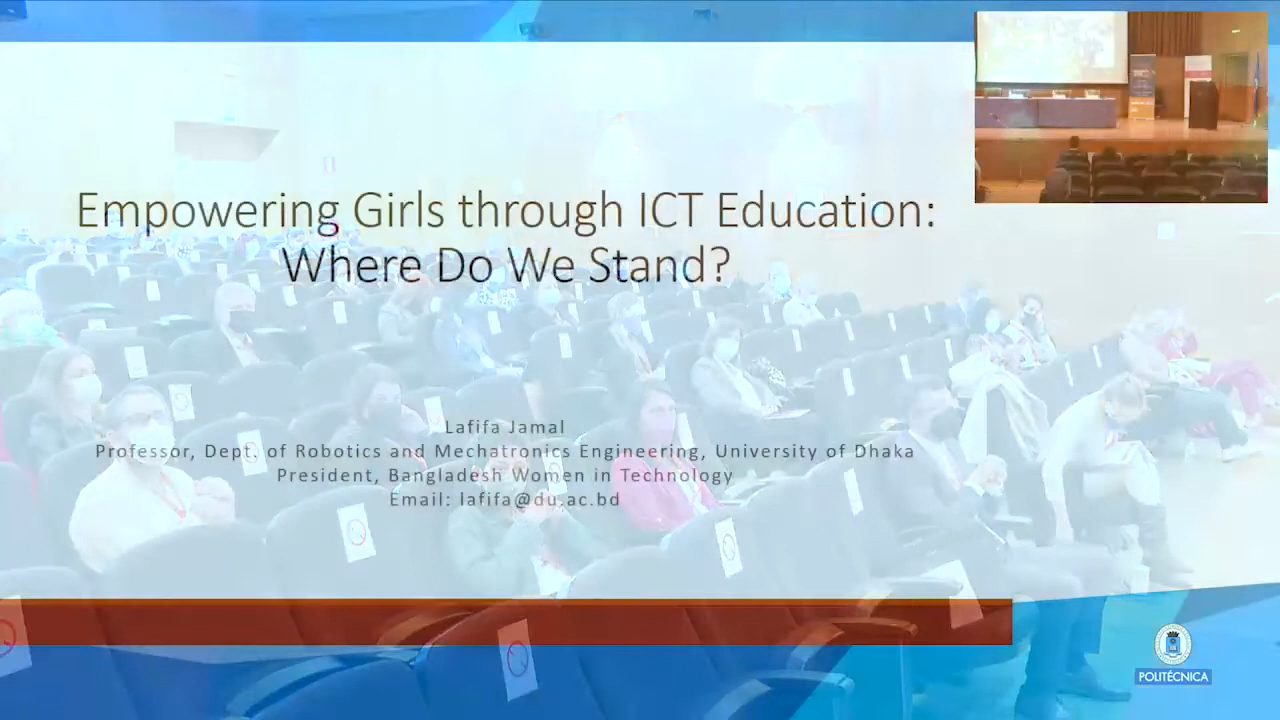 Empowering Girls through ICT Education:
Where Do We Stand?
Lafifa Jamal
Professor, Dept. of Robotics and Mechatronics Engineering, University of Dhaka
President, Bangladesh Women in Technology
Email: lafifa@du.ac.bd
POLITÉCNICA